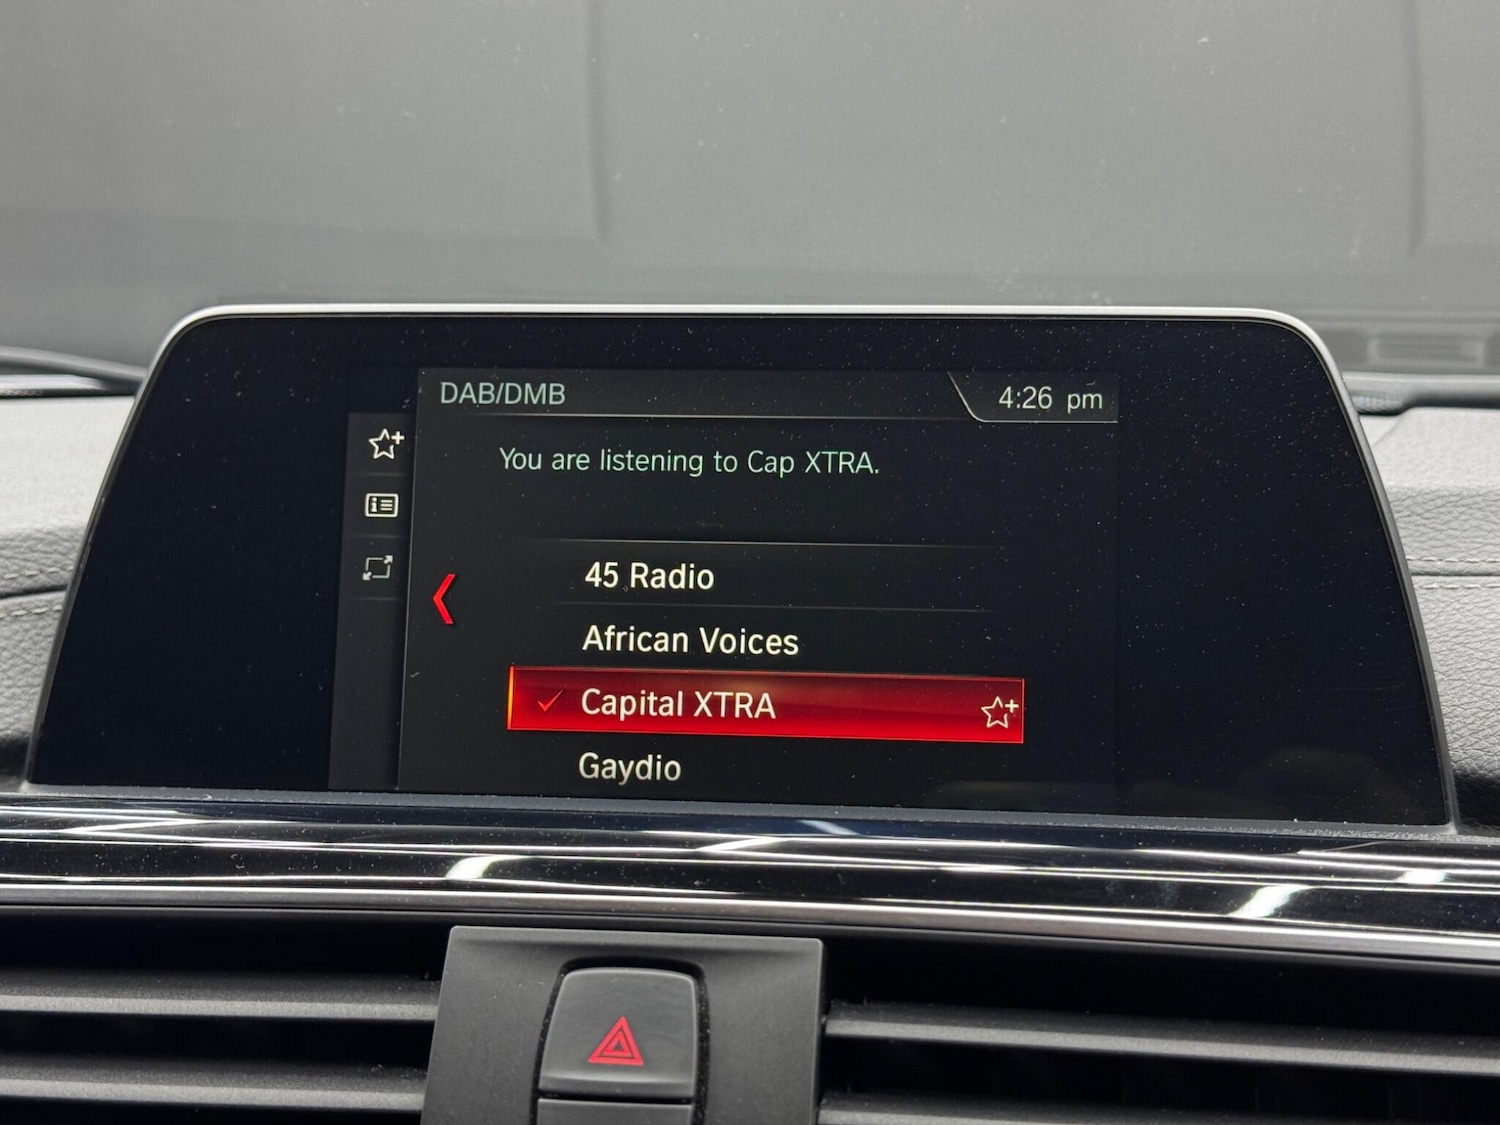 DAB/DMB
4:26 pm
You are listening to Cap XTRA.
45 Radio
African Voices
Capital XTRA
Gaydio